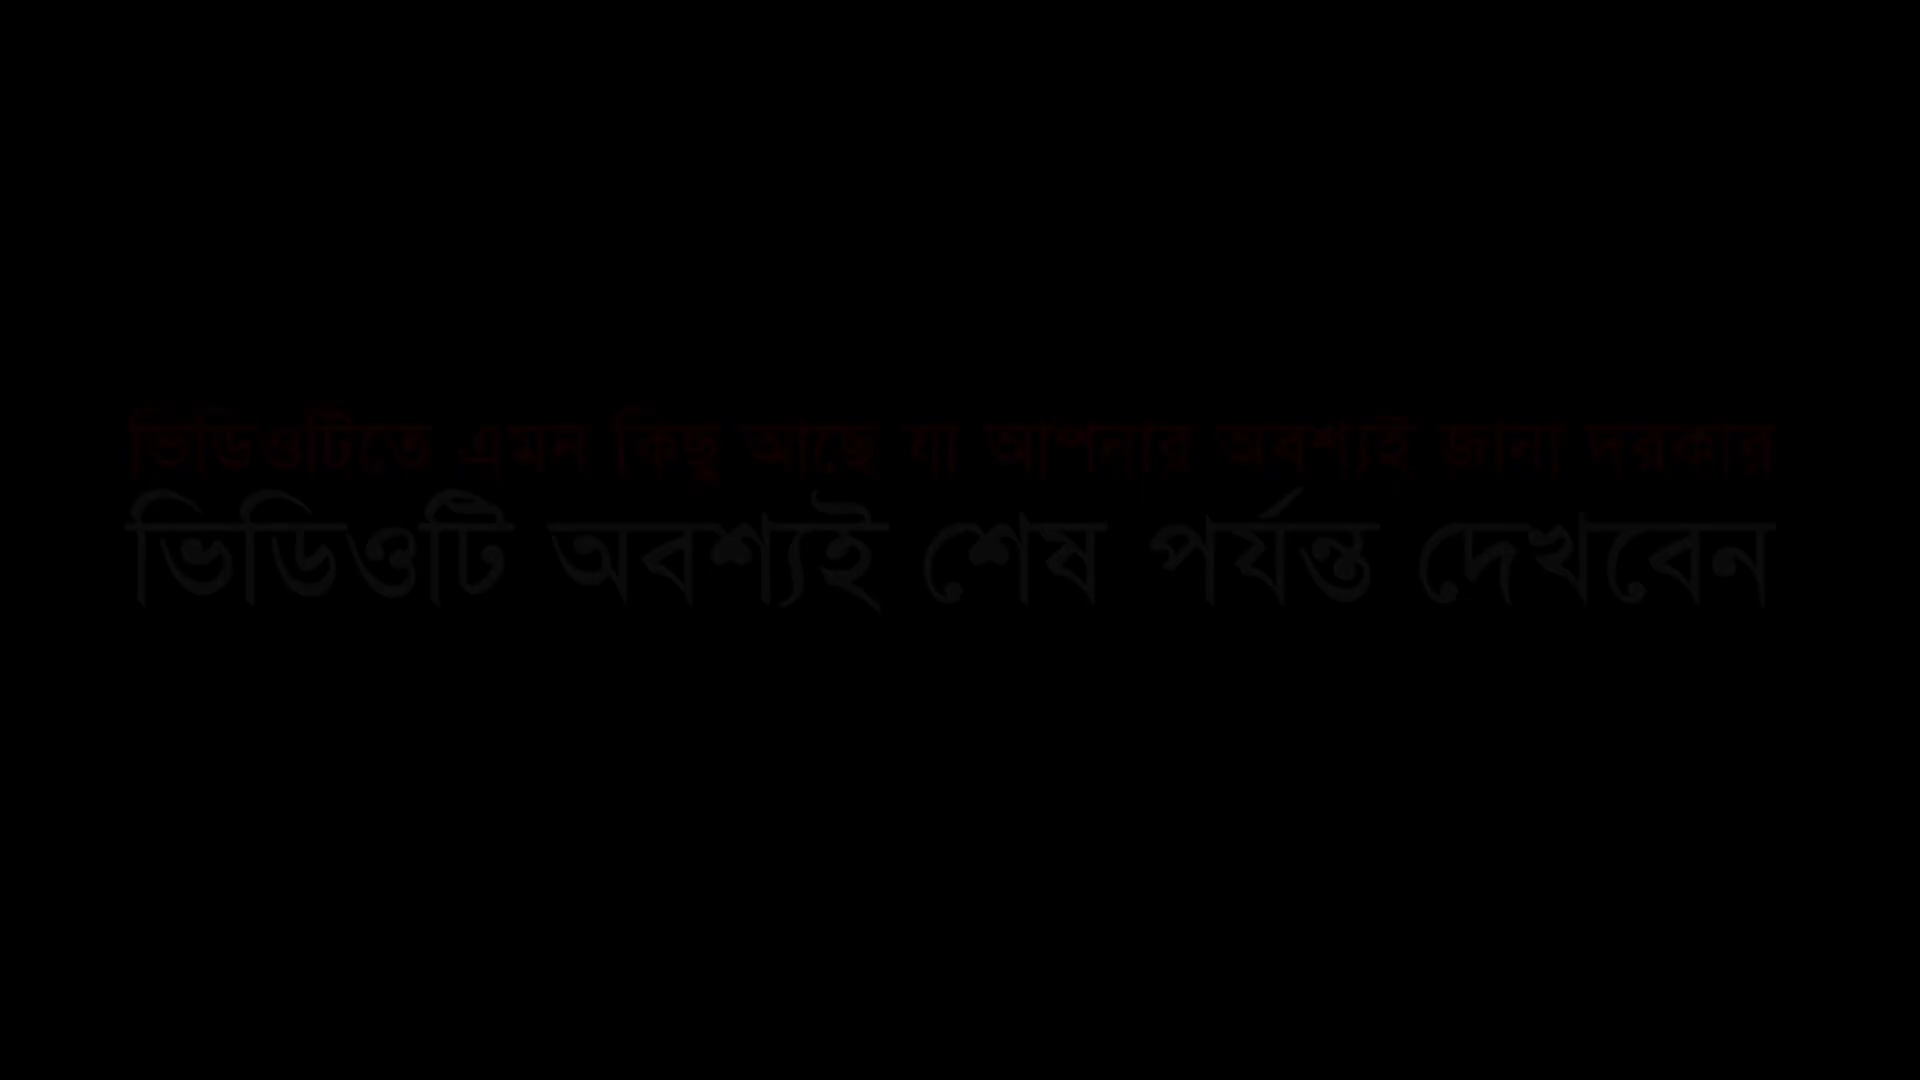 ভিডিওটিতে এমন কিছু আছে যা আপনার অবশ্যই জানা দরকার
ভিডিওটি অবশ্যই শেষ পর্যন্ত দেখবেন